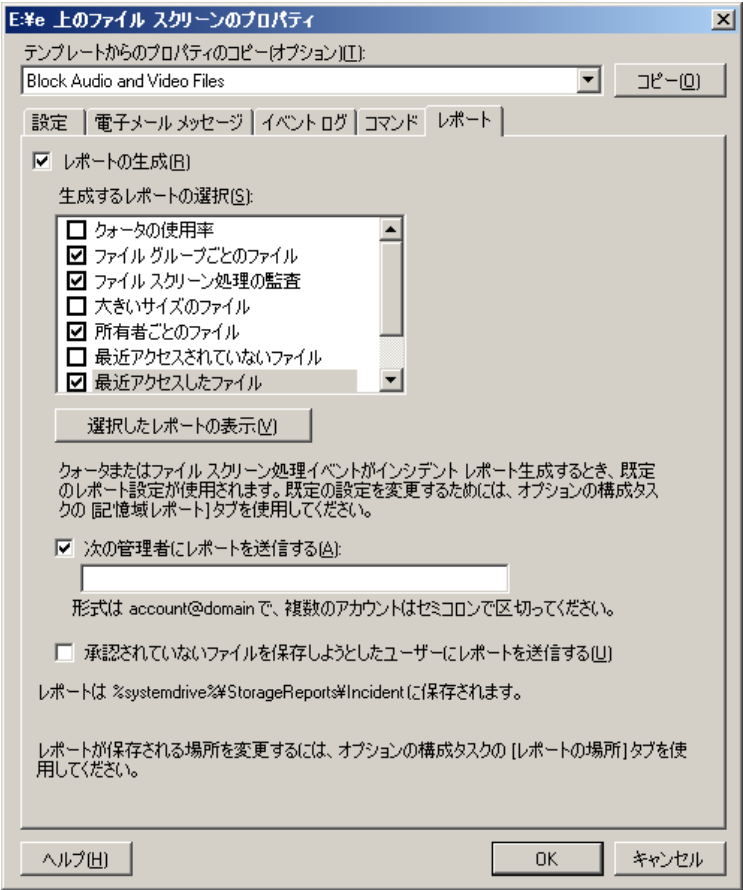 E:¥e 上のファイル スクリーンのプロパティ
テンプレートからのプロパティのコピー(オプション)(T):
Block Audio and Video Files
コピー(O)
設定
電子メール メッセージ
イベント ログ
コマンド
レポート
レポートの生成(R)
生成するレポートの選択(S):
クォータの使用率
ファイル グループごとのファイル
ファイル スクリーン処理の監査
大きいサイズのファイル
所有者ごとのファイル
最近アクセスされていないファイル
最近アクセスしたファイル
選択したレポートの表示(V)
クォータまたはファイル スクリーン処理イベントがインシデント レポート生成するとき、既定
のレポート設定が使用されます。既定の設定を変更するためには、オプションの構成タス
クの [記憶域レポート] タブを使用してください。
次の管理者にレポートを送信する(A):
形式は account@domain で、複数のアカウントはセミコロンで区切ってください。
承認されていないファイルを保存しようとしたユーザーにレポートを送信する(U)
レポートは %systemdrive%¥StorageReports¥Incident に保存されます。
レポートが保存される場所を変更するには、オプションの構成タスクの [レポートの場所] タブを使
用してください。
ヘルプ(H)
OK
キャンセル